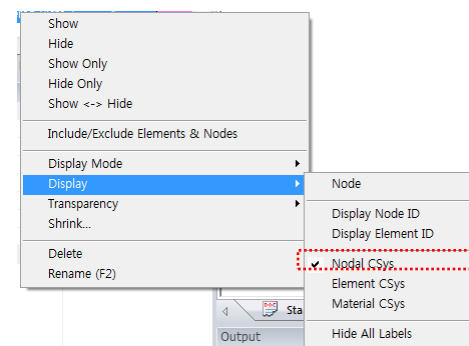 Show
Hide
Show Only
Hide Only
Show <-> Hide
Include/Exclude Elements & Nodes
Display Mode
Display
Transparency
Shrink...
Delete
Rename (F2)
Node
Display Node ID
Display Element ID
Nodal CSys
Element CSys
Material CSys
Hide All Labels
Sta
Output